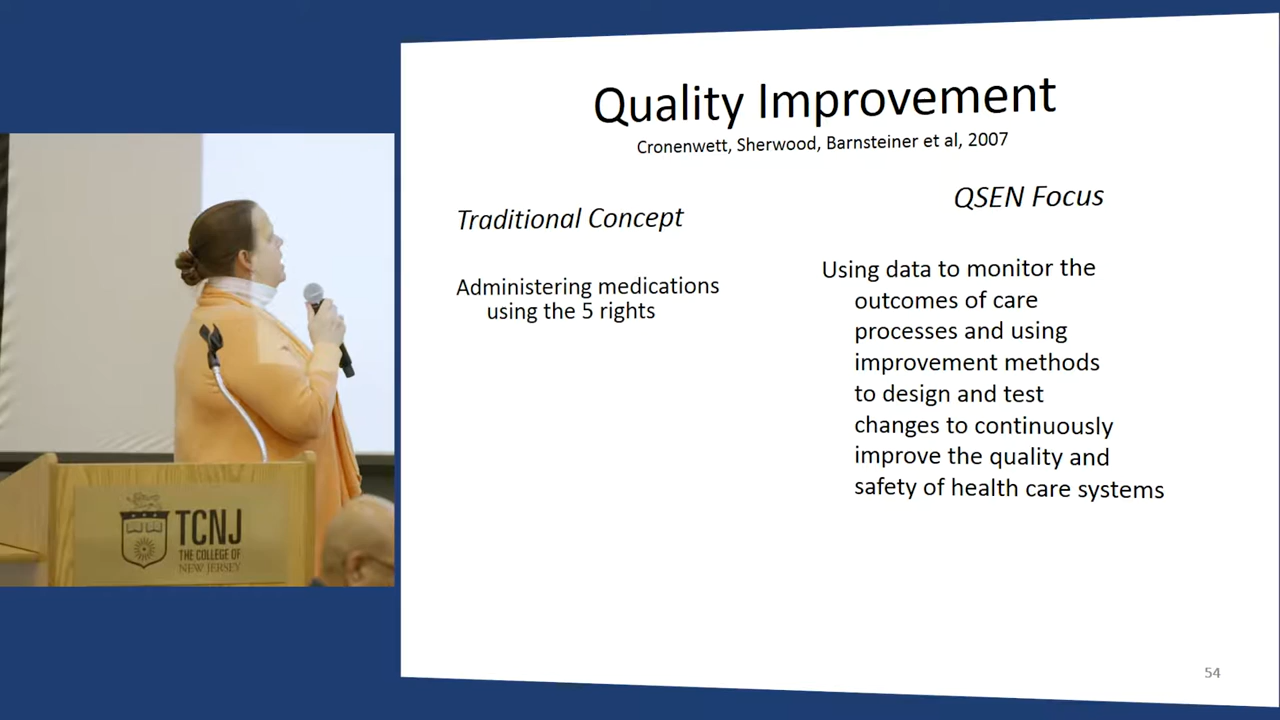 Quality Improvement
Cronenwett, Sherwood, Barnsteiner et al, 2007
Traditional Concept
Administering medications
using the 5 rights
QSEN Focus
Using data to monitor the
outcomes of care
processes and using
improvement methods
to design and test
changes to continuously
improve the quality and
safety of health care systems
54
TCNJ
THE COLLEGE OF
NEW JERSEY